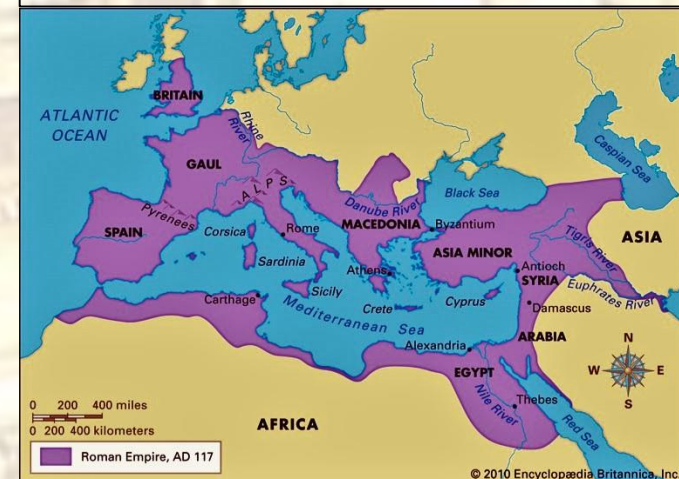 BRITAIN
ATLANTIC
OCEAN
Rhine
River
GAUL
ALPS
Caspian Sea
Pyrenees
SPAIN
Corsica
Rome
Danube River
Black Sea
MACEDONIA
Byzantium
ASIA
Sardinia
ASIA MINOR
Tigris River
Athens
Antioch
SYRIA
Carthage
Sicily
Euphrates River
Mediterranean Sea
Crete
Cyprus
Damascus
Alexandria
ARABIA
EGYPT
Nile River
Thebes
Red Sea
N
W
E
S
0 200 400 miles
0 200 400 kilometers
AFRICA
Roman Empire, AD 117
© 2010 Encyclopædia Britannica, Inc.